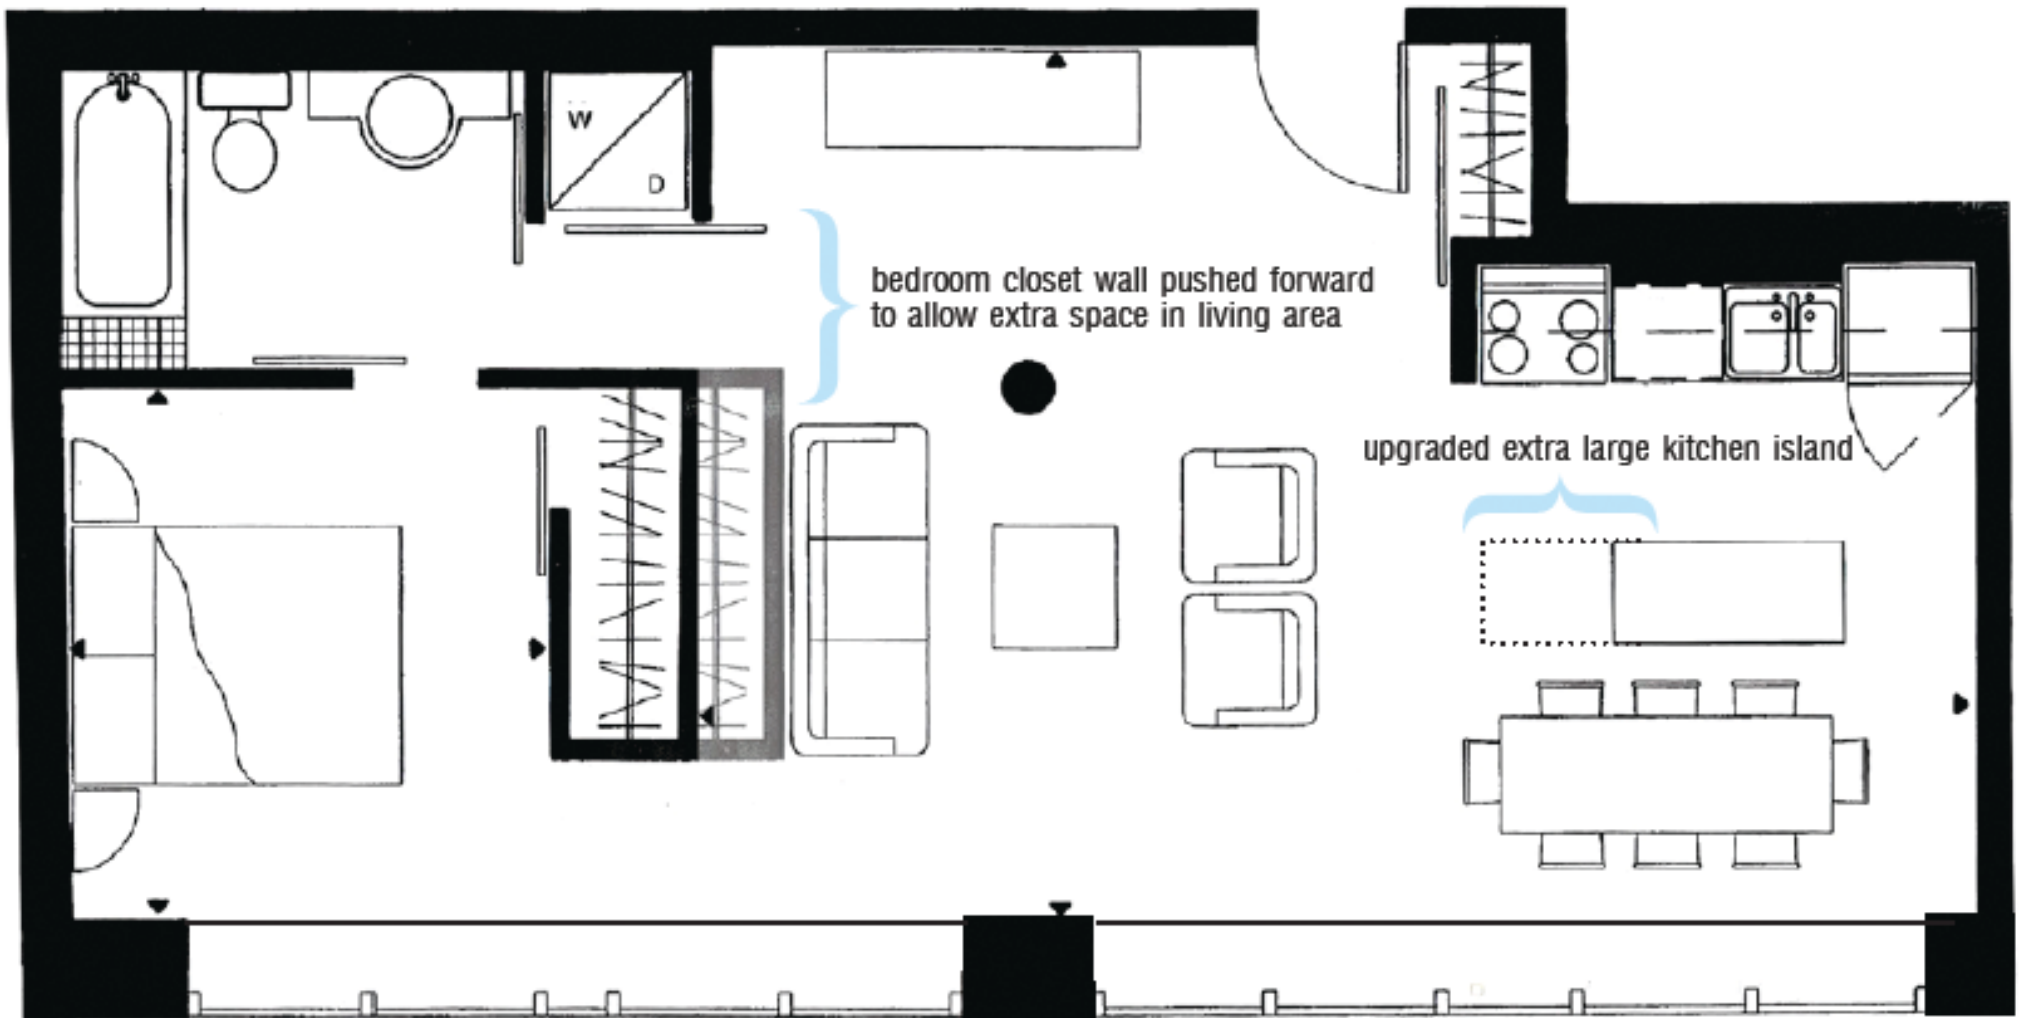 W
D
bedroom closet wall pushed forward
to allow extra space in living area
upgraded extra large kitchen island